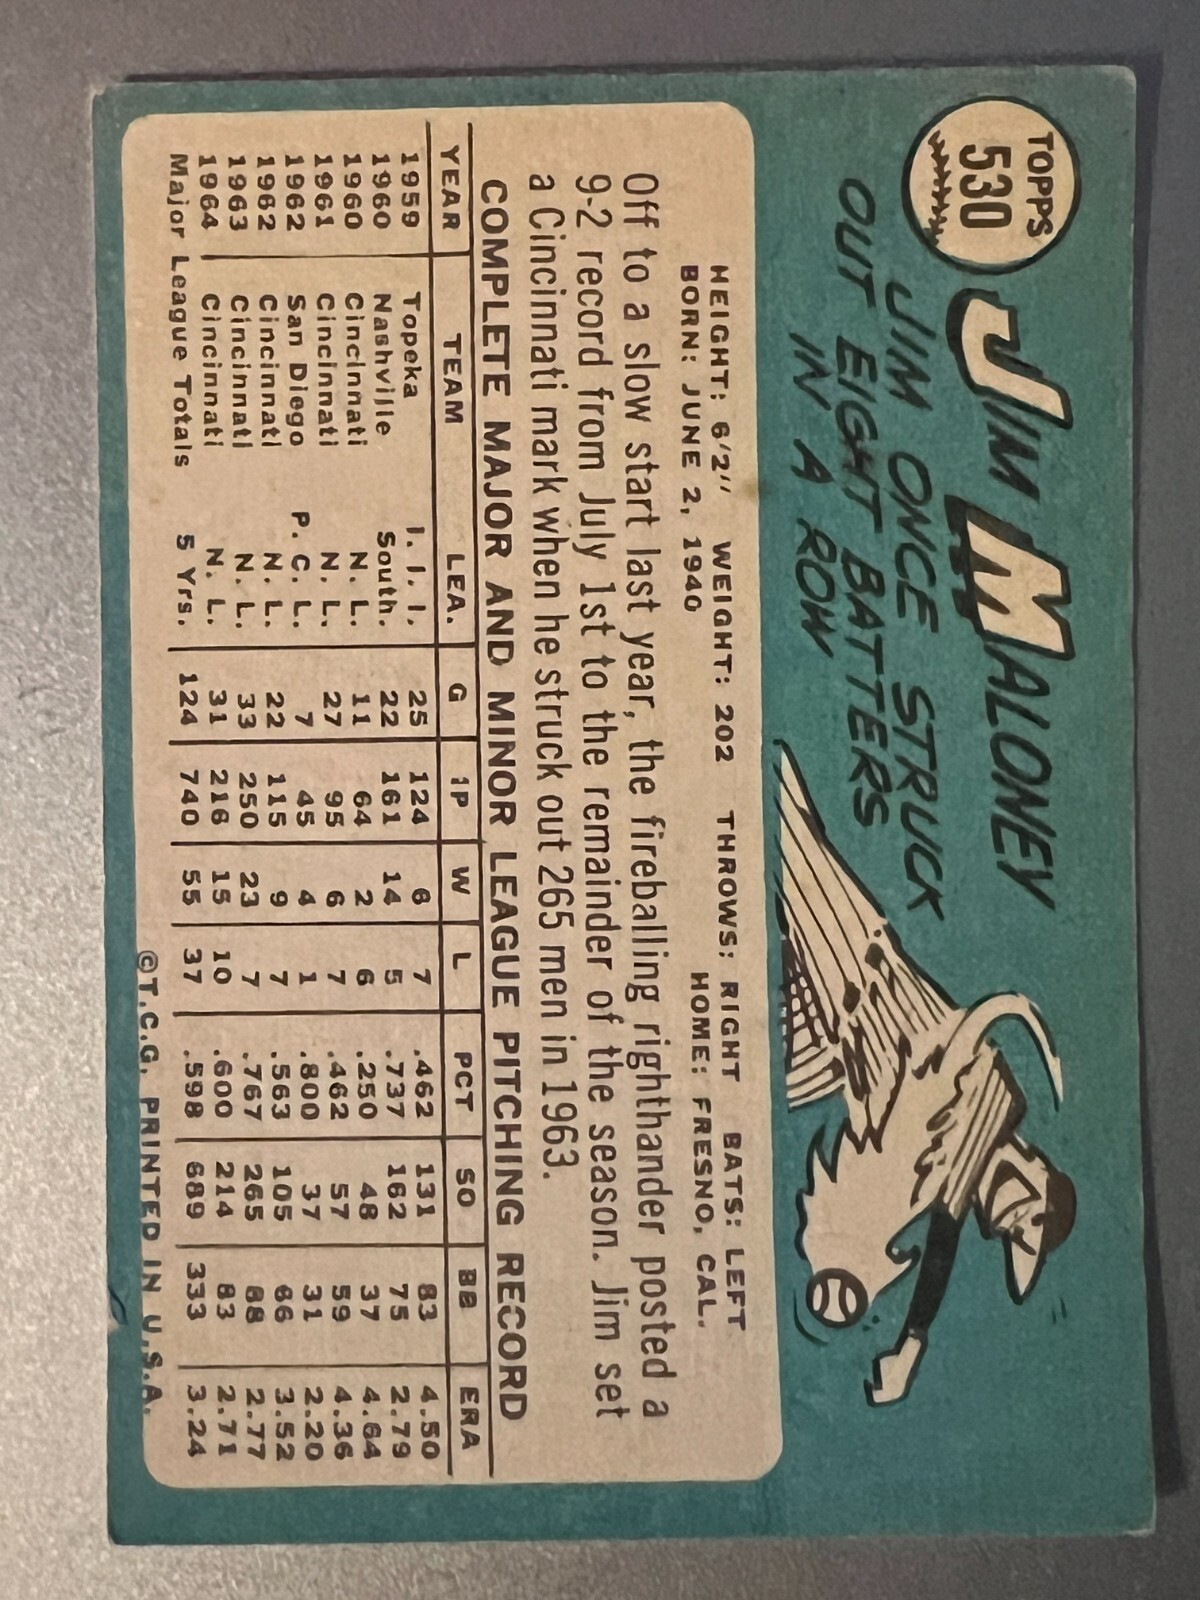 TOPPS
530
JIM MALONEY
JIM ONCE STRUCK
OUT EIGHT BATTERS
IN A ROW
HEIGHT: 6'2" WEIGHT: 202 THROWS: RIGHT BATS: LEFT
BORN: JUNE 2, 1940 HOME: FRESNO, CAL.
Off to a slow start last year, the fireballing righthander posted a
9-2 record from July 1st to the remainder of the season. Jim set
a Cincinnati mark when he struck out 265 men in 1963.
COMPLETE MAJOR AND MINOR LEAGUE PITCHING RECORD
YEAR TEAM LEA. G IP W L PCT SO BB ERA
1959 Topeka I. I. I. 25 124 6 7 .462 131 83 4.50
1960 Nashville South. 22 161 14 5 .737 162 75 2.79
1960 Cincinnati N. L. 11 64 2 6 .250 48 37 4.64
1961 Cincinnati N. L. 27 95 6 7 .462 57 59 4.36
1962 San Diego P. C. L. 7 45 4 1 .800 37 31 2.20
1962 Cincinnati N. L. 22 115 9 7 .563 105 66 3.52
1963 Cincinnati N. L. 33 250 23 7 .767 265 88 2.77
1964 Cincinnati N. L. 31 216 15 10 .600 214 83 2.71
Major League Totals 5 Yrs. 124 740 55 37 .598 689 333 3.24
©T.C.G. PRINTED IN U.S.A.